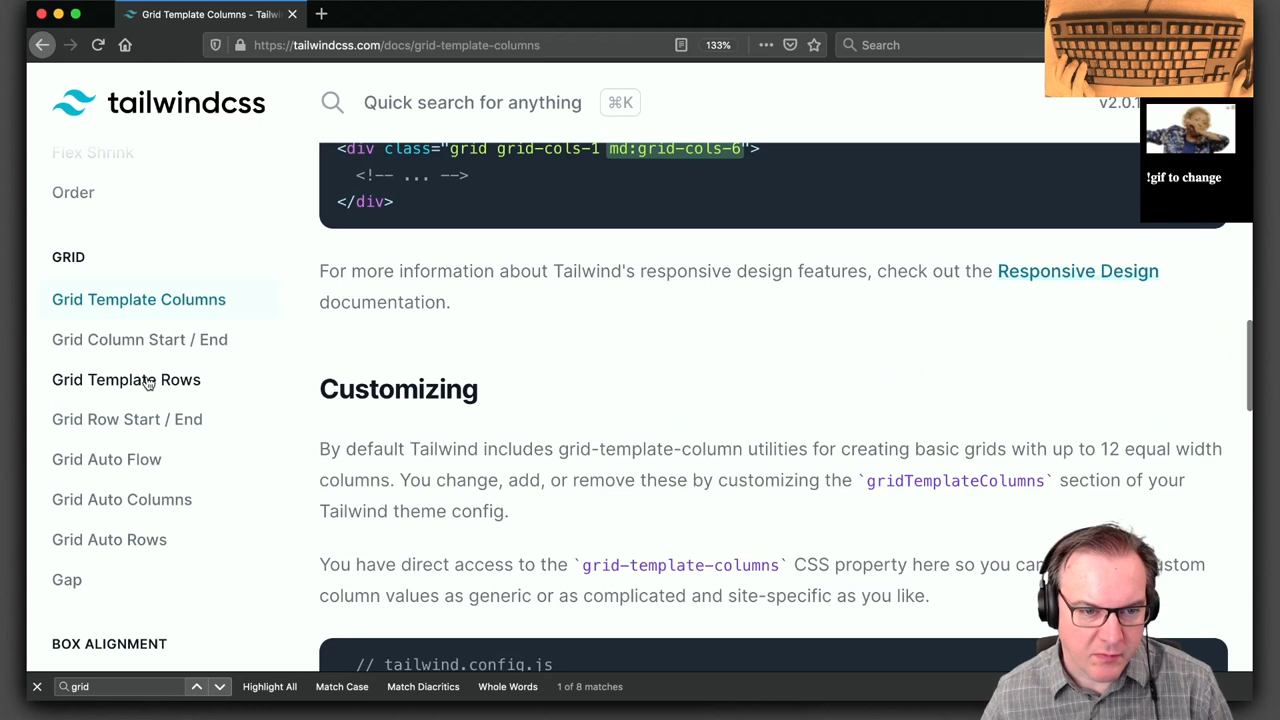 Grid Template Columns - Tailwi
https://tailwindcss.com/docs/grid-template-columns
133%
Search
tailwindcss
Quick search for anything
⌘K
v2.0.1
!gif to change
Flex Shrink
Order
GRID
Grid Template Columns
Grid Column Start / End
Grid Template Rows
Grid Row Start / End
Grid Auto Flow
Grid Auto Columns
Grid Auto Rows
Gap
BOX ALIGNMENT
<div class="grid grid-cols-1 md:grid-cols-6">
<!-- ... -->
</div>
For more information about Tailwind's responsive design features, check out the Responsive Design
documentation.
Customizing
By default Tailwind includes grid-template-column utilities for creating basic grids with up to 12 equal width
columns. You change, add, or remove these by customizing the `gridTemplateColumns` section of your
Tailwind theme config.
You have direct access to the `grid-template-columns` CSS property here so you can ustom
column values as generic or as complicated and site-specific as you like.
// tailwind.config.js
grid
Highlight All
Match Case
Match Diacritics
Whole Words
1 of 8 matches